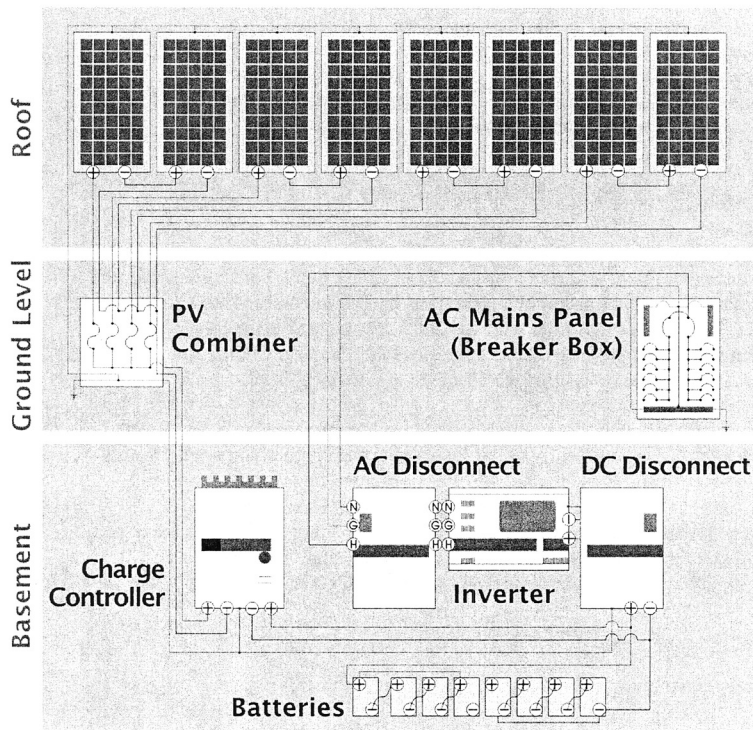 Roof
+ − + − + − + − + − + − + − + −
Ground Level
PV
Combiner
AC Mains Panel
(Breaker Box)
Basement
AC Disconnect
DC Disconnect
N N N
G G G
H H H
− 
+
Charge
Controller
Inverter
+ − − +
+ −
Batteries
+ + + + + + + +
− − − − − − − −